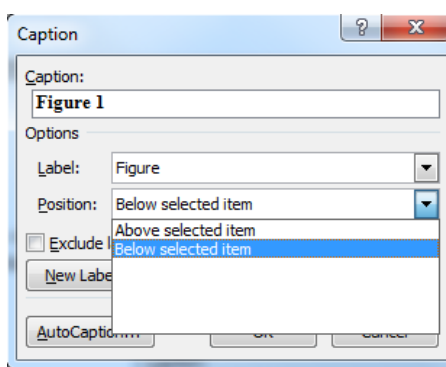 Caption
?
Caption:
Figure 1
Options
Label: Figure
Position: Below selected item
Above selected item
Below selected item
Exclude
New Labe
AutoCaption